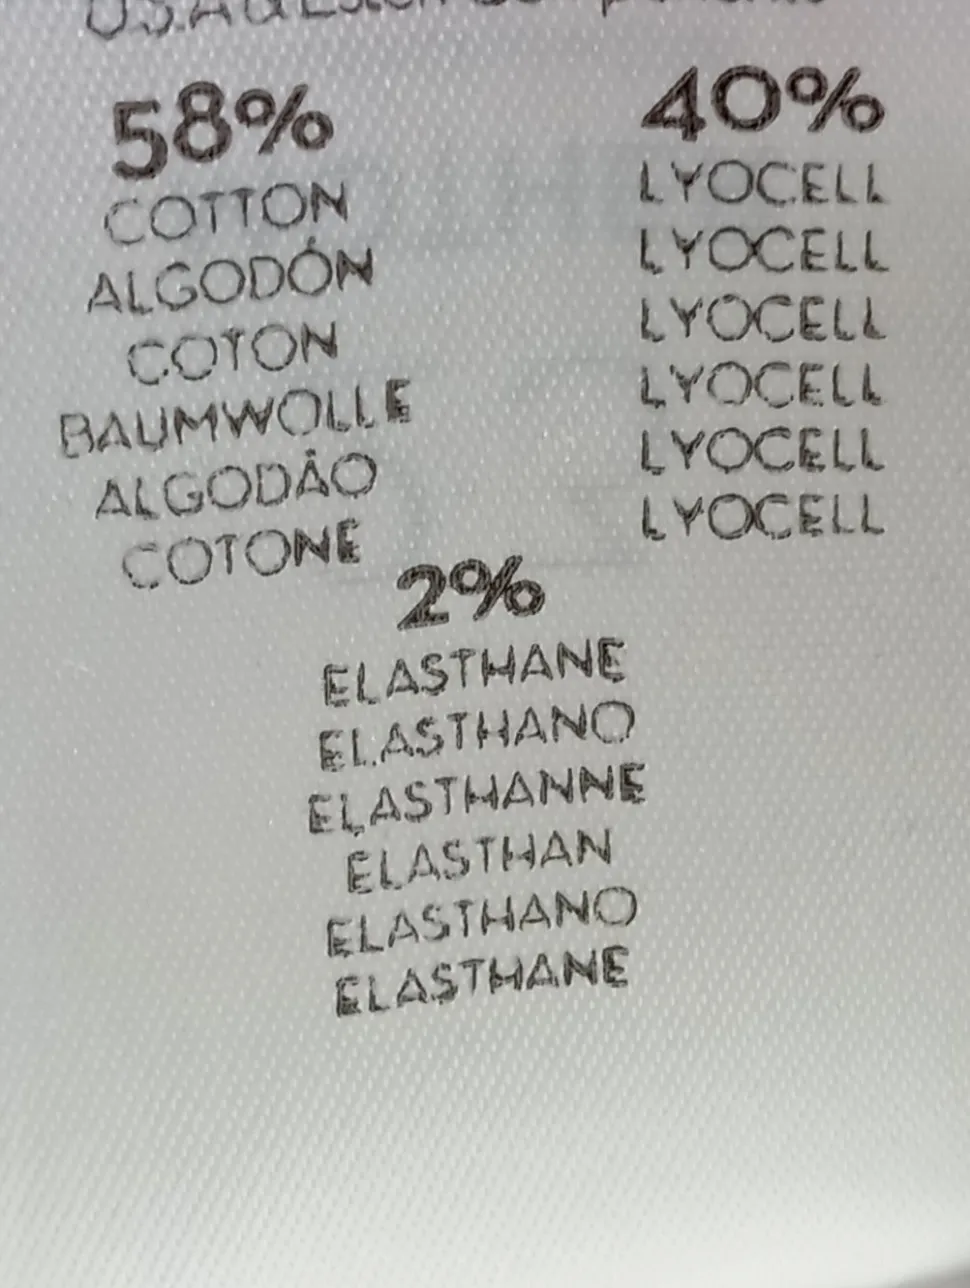 U.S.A & 
58%
COTTON
ALGODÓN
COTON
BAUMWOLLE
ALGODÃO
COTONE
40%
LYOCELL
LYOCELL
LYOCELL
LYOCELL
LYOCELL
LYOCELL
2%
ELASTHANE
ELASTHANO
ELASTHANNE
ELASTHAN
ELASTHANO
ELASTHANE